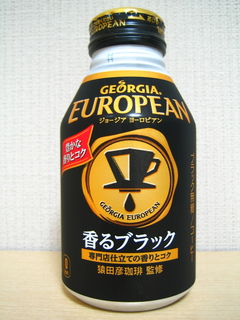 GEORGIA
EUROPEAN
ジョージア ヨーロピアン
豊かな
香りとコク
GEORGIA EUROPEAN
香るブラック
専門店仕立ての香りとコク
猿田彦珈琲 監修